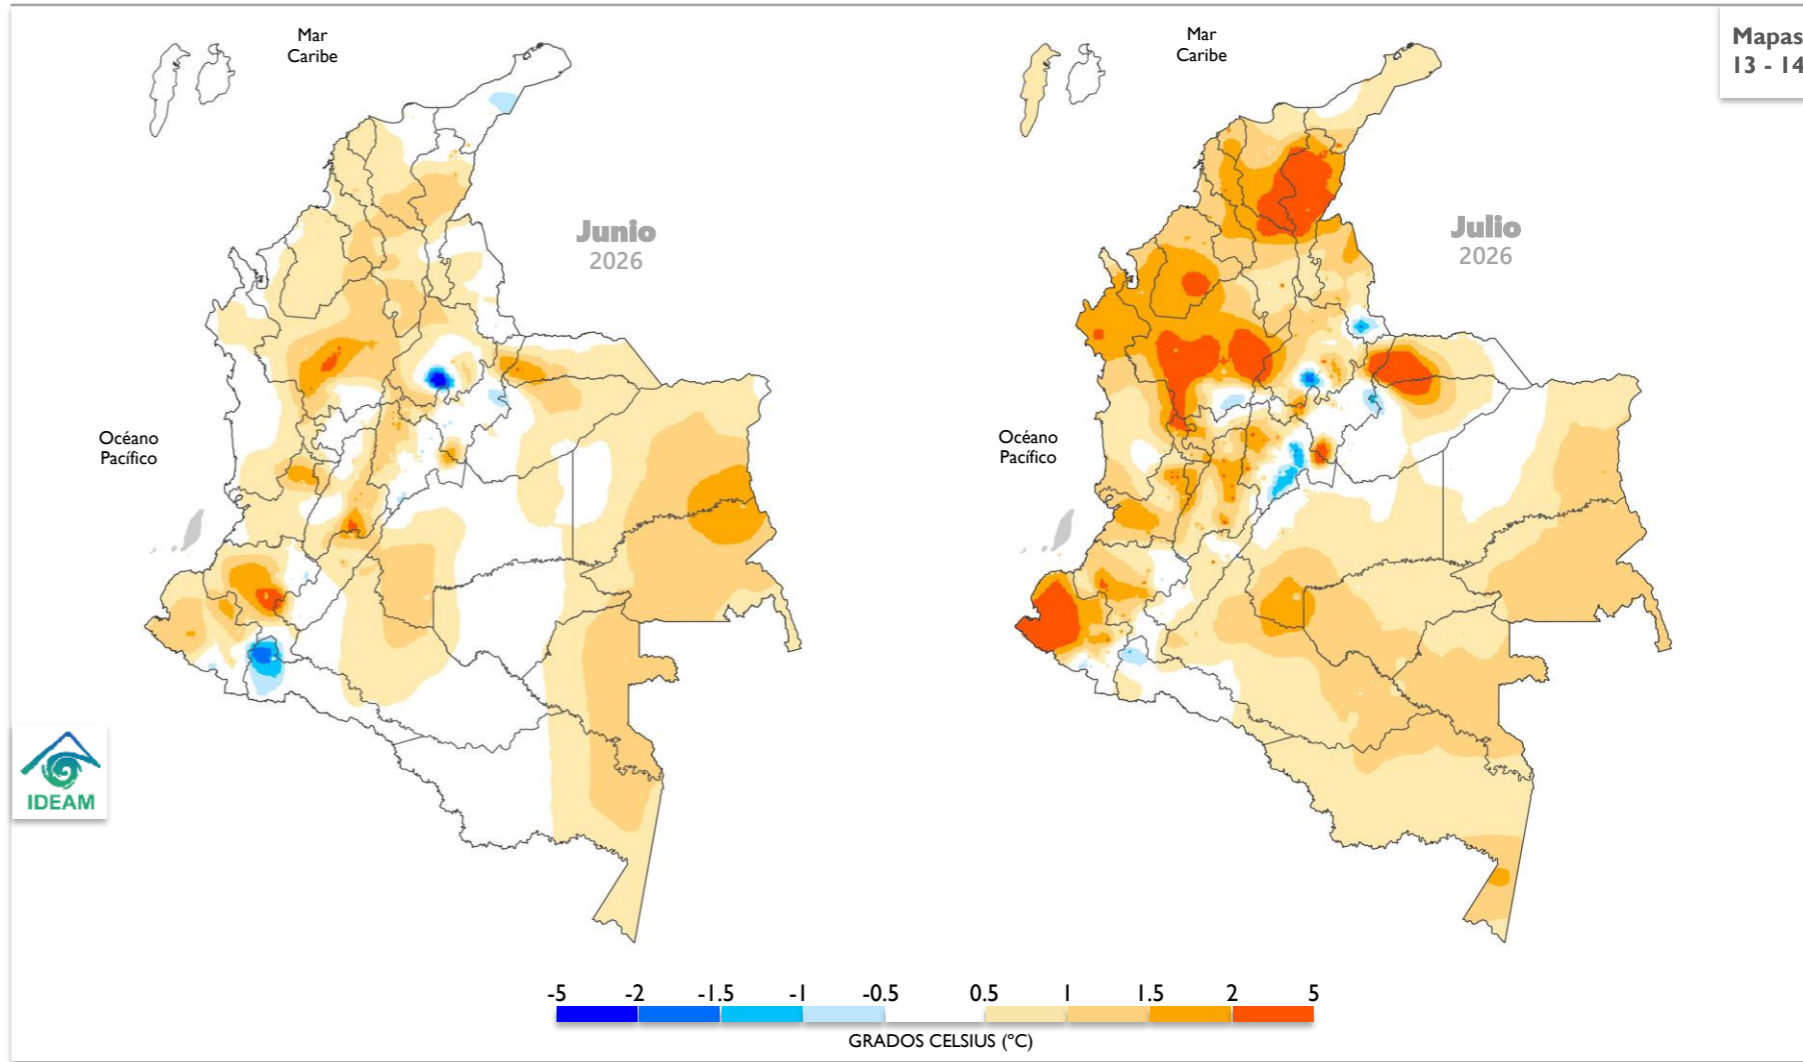 Mar
Caribe
Mar
Caribe
Mapas
13 - 14
Junio
2026
Julio
2026
Océano
Pacífico
Océano
Pacífico
IDEAM
-5 -2 -1.5 -1 -0.5 0.5 1 1.5 2 5
GRADOS CELSIUS (°C)